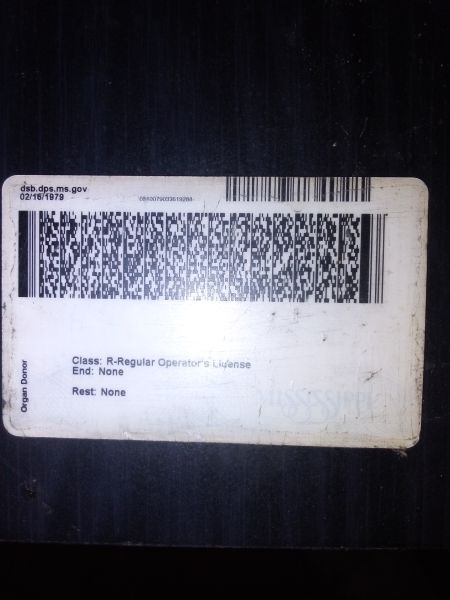 dsb.dps.ms.gov
02/16/1979
Class: R-Regular Operator's License
End: None
Rest: None
Organ Donor
Mississippi